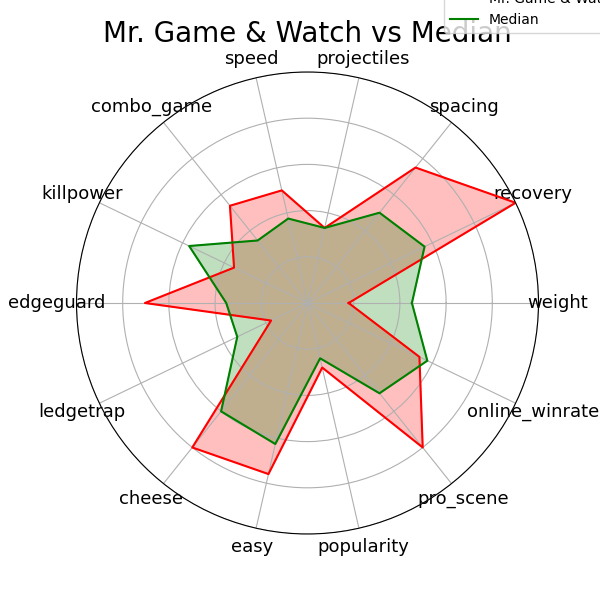 Mr. Game & Watch vs Median
Median
speed
projectiles
combo_game
spacing
killpower
recovery
edgeguard
weight
ledgetrap
online_winrate
cheese
pro_scene
easy
popularity